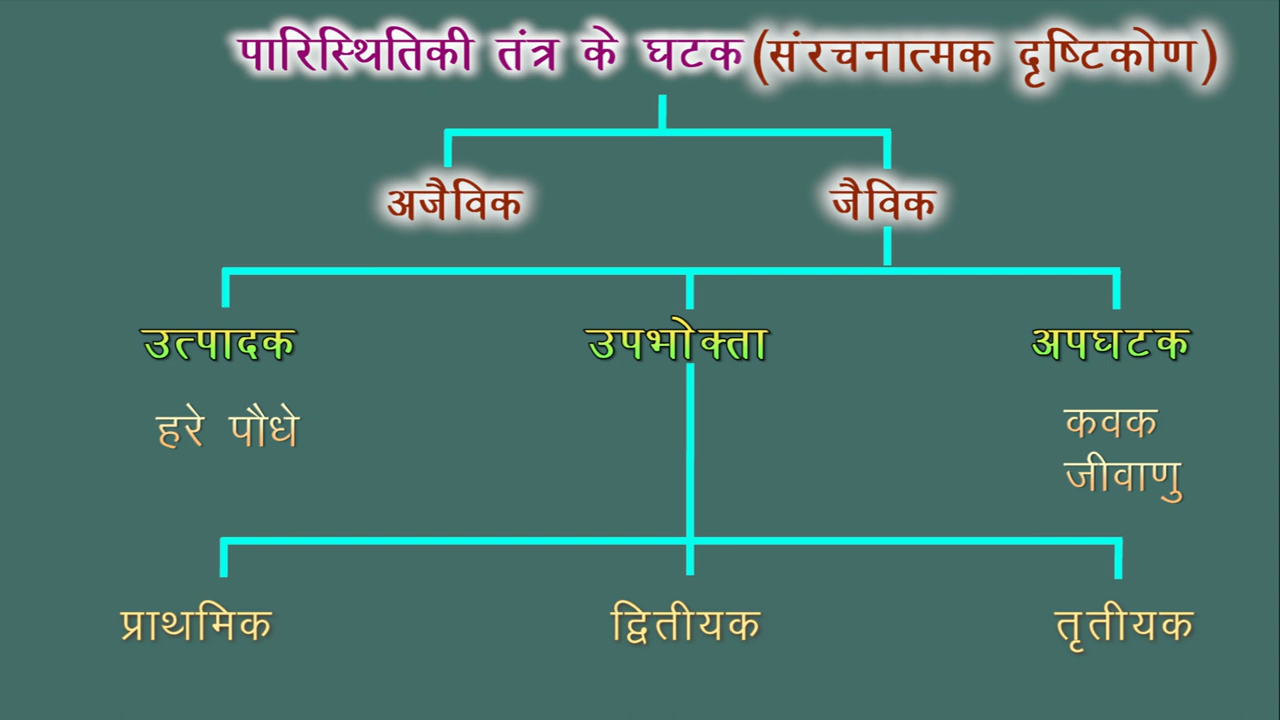 पारिस्थितिकी तंत्र के घटक (संरचनात्मक दृष्टिकोण)
अजैविक जैविक
उत्पादक उपभोक्ता अपघटक
हरे पौधे कवक
जीवाणु
प्राथमिक द्वितीयक तृतीयक